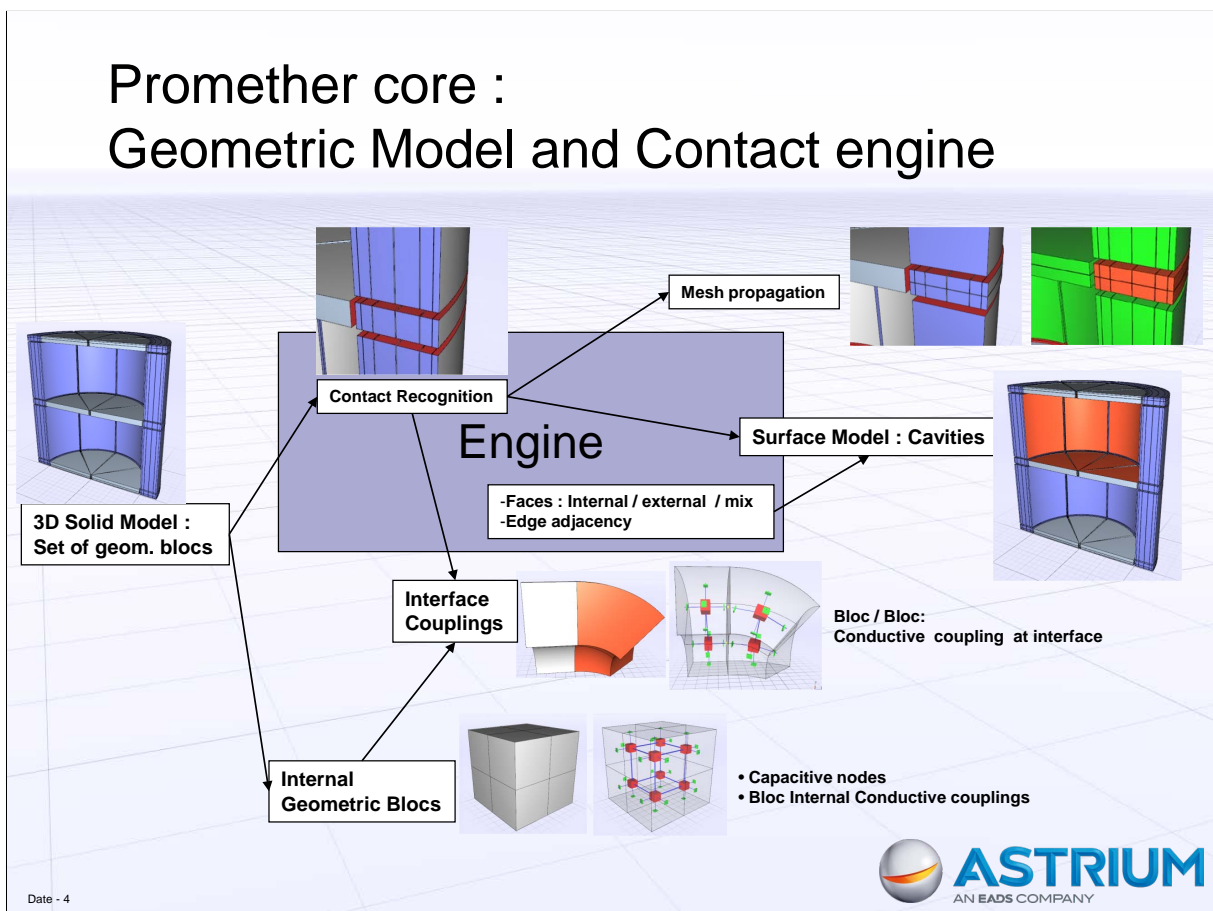 Promether core :
Geometric Model and Contact engine
Mesh propagation
Contact Recognition
Engine
Surface Model : Cavities
-Faces : Internal / external / mix
-Edge adjacency
3D Solid Model :
Set of geom. blocs
Interface
Couplings
Bloc / Bloc:
Conductive coupling at interface
Internal
Geometric Blocs
• Capacitive nodes
• Bloc Internal Conductive couplings
ASTRIUM
AN EADS COMPANY
Date - 4